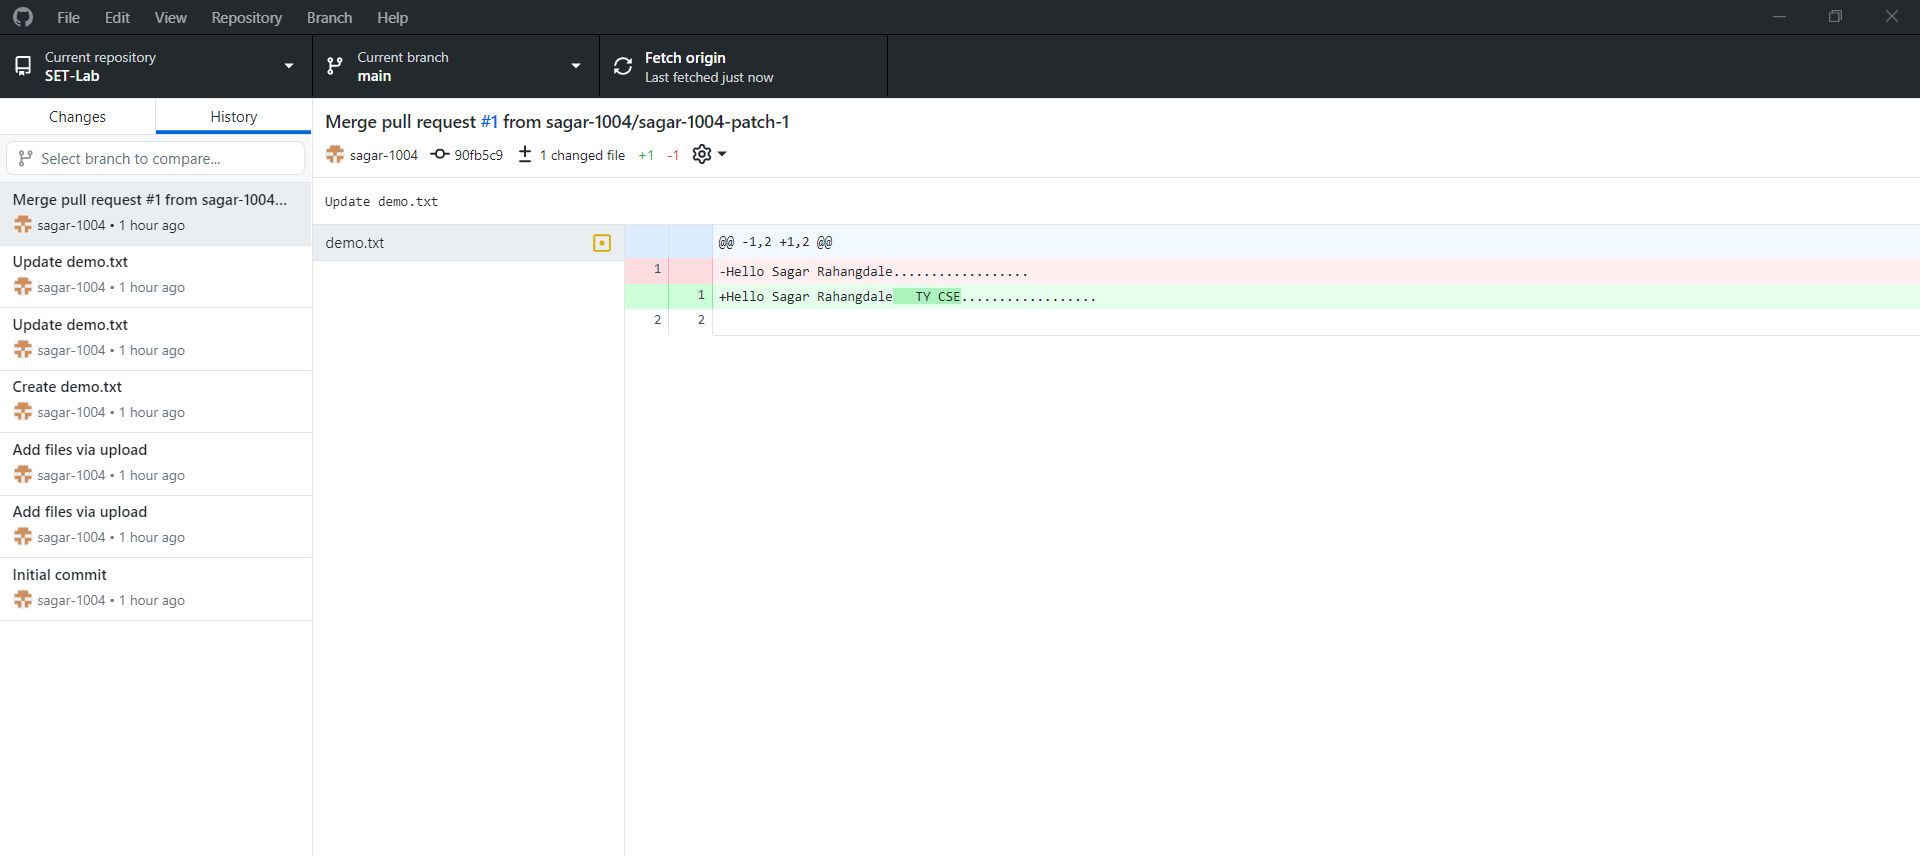 File Edit View Repository Branch Help
Current repository
SET-Lab
Current branch
main
Fetch origin
Last fetched just now
Changes History
Select branch to compare...
Merge pull request #1 from sagar-1004...
sagar-1004 • 1 hour ago
Update demo.txt
sagar-1004 • 1 hour ago
Update demo.txt
sagar-1004 • 1 hour ago
Create demo.txt
sagar-1004 • 1 hour ago
Add files via upload
sagar-1004 • 1 hour ago
Add files via upload
sagar-1004 • 1 hour ago
Initial commit
sagar-1004 • 1 hour ago
Merge pull request #1 from sagar-1004/sagar-1004-patch-1
sagar-1004 90fb5c9 1 changed file +1 -1
Update demo.txt
demo.txt
@@ -1,2 +1,2 @@
1 -Hello Sagar Rahangdale..................
1 +Hello Sagar Rahangdale   TY CSE..................
2 2